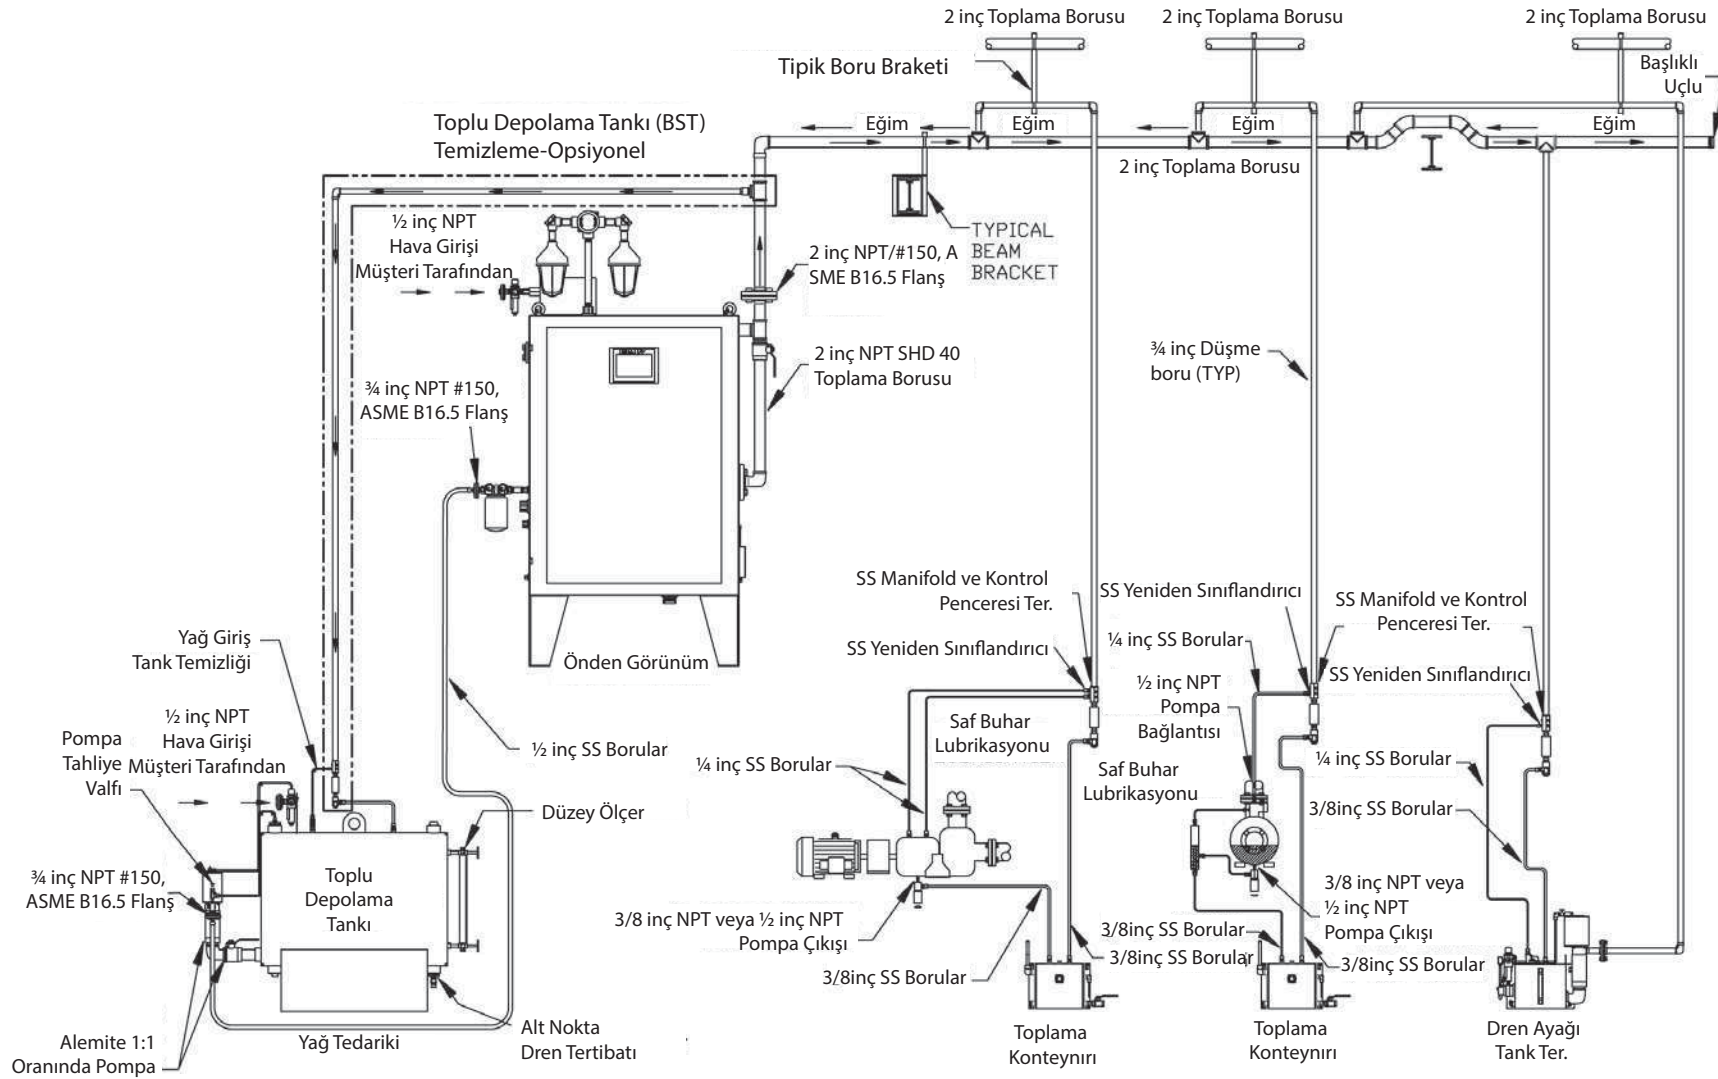 2 inç Toplama Borusu
2 inç Toplama Borusu
2 inç Toplama Borusu
Tipik Boru Braketi
Başlıklı
Uçlu
Toplu Depolama Tankı (BST)
Temizleme-Opsiyonel
Eğim
Eğim
Eğim
Eğim
2 inç Toplama Borusu
½ inç NPT
Hava Girişi
Müşteri Tarafından
TYPICAL
BEAM
BRACKET
2 inç NPT/#150, A
SME B16.5 Flanş
2 inç NPT SHD 40
Toplama Borusu
¾ inç Düşme
boru (TYP)
¾ inç NPT #150,
ASME B16.5 Flanş
SS Manifold ve Kontrol
Penceresi Ter.
SS Yeniden Sınıflandırıcı
SS Manifold ve Kontrol
Penceresi Ter.
Yağ Giriş
Tank Temizliği
Önden Görünüm
SS Yeniden Sınıflandırıcı
¼ inç SS Borular
SS Yeniden Sınıflandırıcı
½ inç NPT
Pompa
Bağlantısı
½ inç NPT
Hava Girişi
Müşteri Tarafından
Pompa
Tahliye
Valfı
½ inç SS Borular
Saf Buhar
Lubrikasyonu
¼ inç SS Borular
Saf Buhar
Lubrikasyonu
¼ inç SS Borular
Düzey Ölçer
3/8inç SS Borular
¾ inç NPT #150,
ASME B16.5 Flanş
Toplu
Depolama
Tankı
3/8 inç NPT veya ½ inç NPT
Pompa Çıkışı
3/8 inç NPT veya
½ inç NPT
Pompa Çıkışı
3/8inç SS Borular
3/8inç SS Borular
3/8inç SS Borular
3/8inç SS Borular
Alemite 1:1
Oranında Pompa
Yağ Tedariki
Alt Nokta
Dren Tertibatı
Toplama
Konteynırı
Toplama
Konteynırı
Dren Ayağı
Tank Ter.